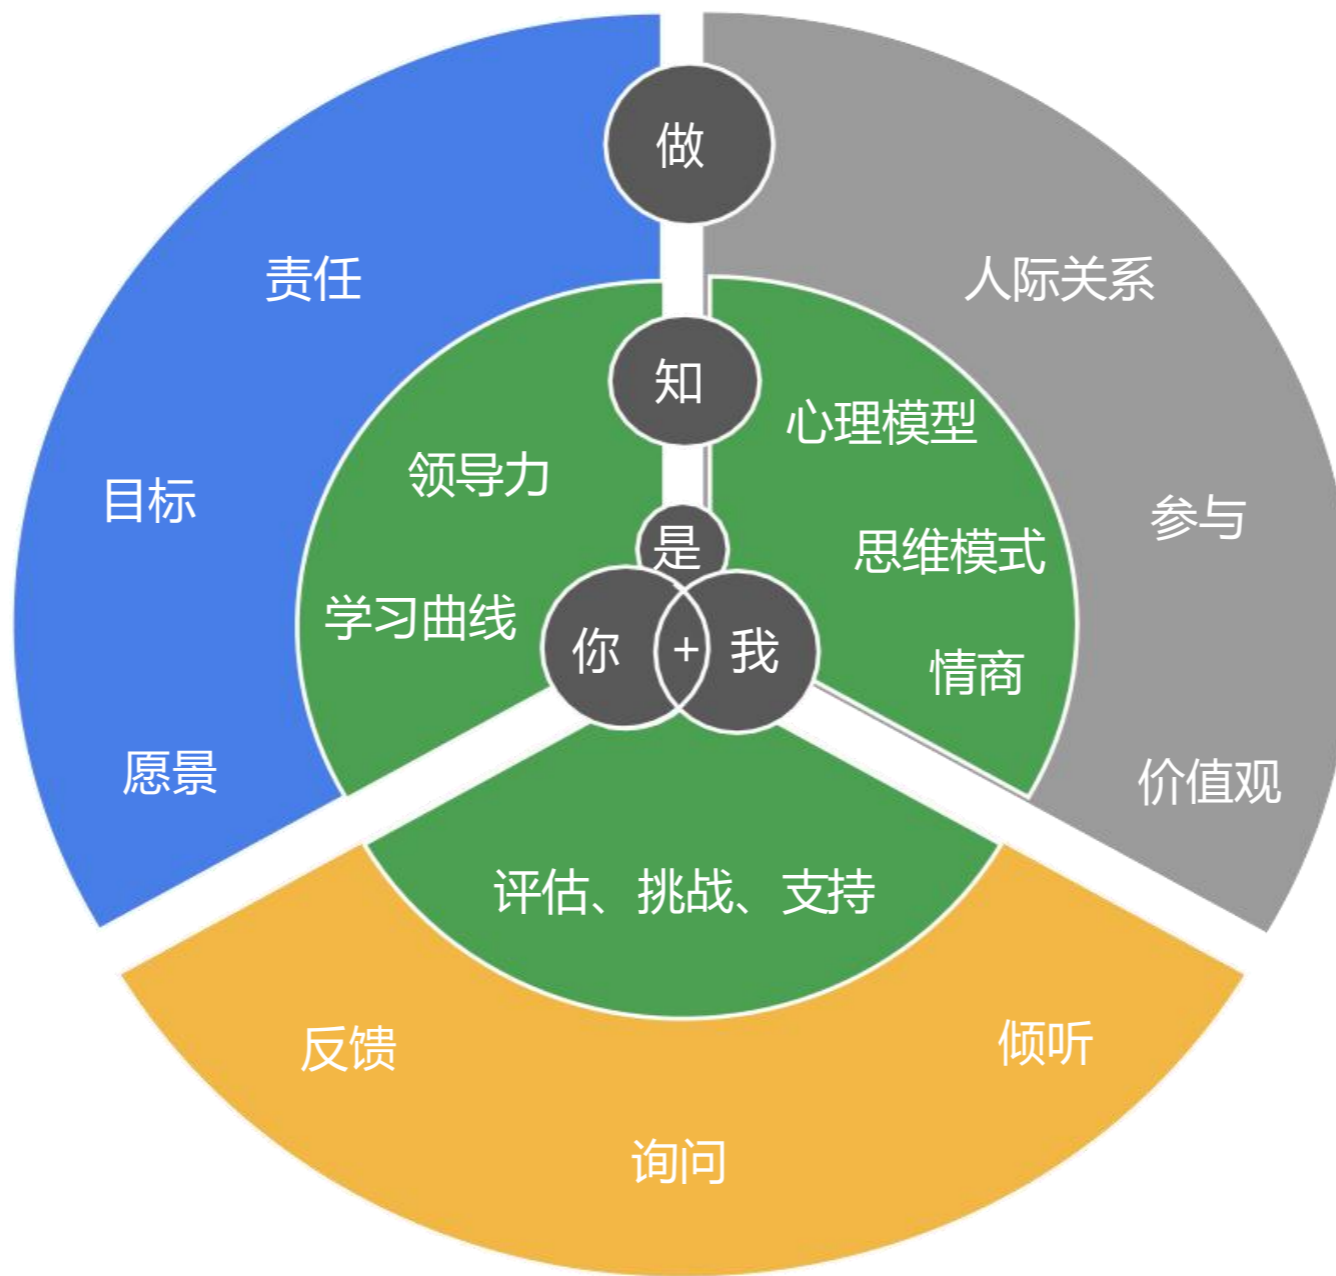 做
责任
人际关系
知
心理模型
领导力
目标
参与
是
思维模式
学习曲线
你
+
我
情商
愿景
价值观
评估、挑战、支持
反馈
倾听
询问